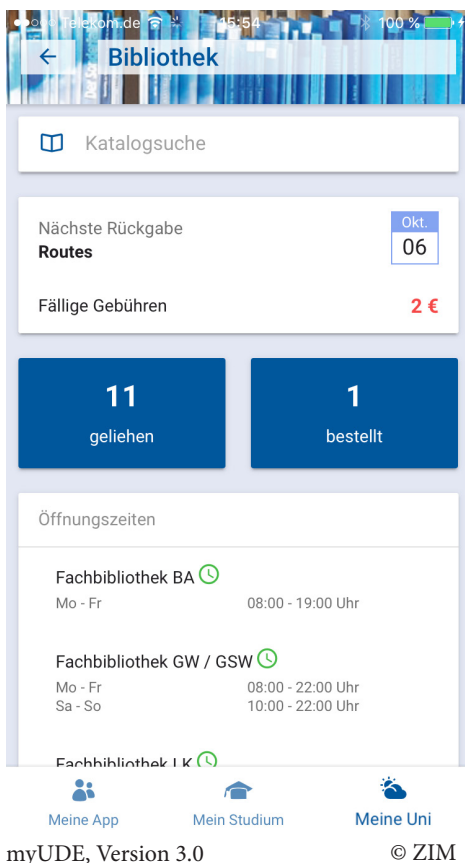 Telekom.de 15:54 100 %
Bibliothek
Katalogsuche
Nächste Rückgabe
Routes
Okt.
06
Fällige Gebühren 2 €
11
geliehen
1
bestellt
Öffnungszeiten
Fachbibliothek BA
Mo - Fr 08:00 - 19:00 Uhr
Fachbibliothek GW / GSW
Mo - Fr 08:00 - 22:00 Uhr
Sa - So 10:00 - 22:00 Uhr
Fachbibliothek LK
Meine App Mein Studium Meine Uni
myUDE, Version 3.0 © ZIM